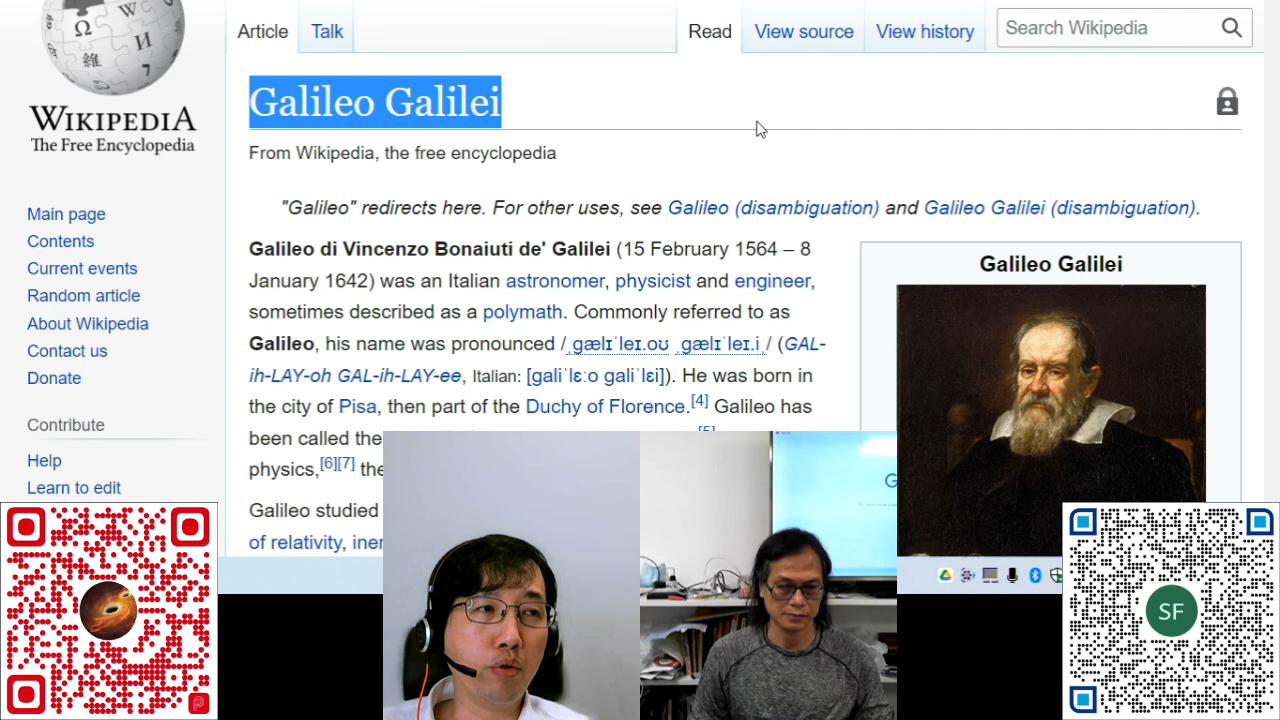 Article Talk Read View source View history Search Wikipedia
WIKIPEDIA
The Free Encyclopedia
Galileo Galilei
From Wikipedia, the free encyclopedia
"Galileo" redirects here. For other uses, see Galileo (disambiguation) and Galileo Galilei (disambiguation).
Main page
Contents
Current events
Random article
About Wikipedia
Contact us
Donate
Contribute
Help
Learn to edit
Galileo di Vincenzo Bonaiuti de' Galilei (15 February 1564 – 8
January 1642) was an Italian astronomer, physicist and engineer,
sometimes described as a polymath. Commonly referred to as
Galileo, his name was pronounced /ˌɡælɪˈleɪ.oʊ ˌɡælɪˈleɪ.i,/ (GAL-
ih-LAY-oh GAL-ih-LAY-ee, Italian: [ɡaliˈlɛːo ɡaliˈlɛi]). He was born in
the city of Pisa, then part of the Duchy of Florence.[4] Galileo has
been called the
physics,[6][7] the
Galileo studied
of relativity, iner
Galileo Galilei
SF